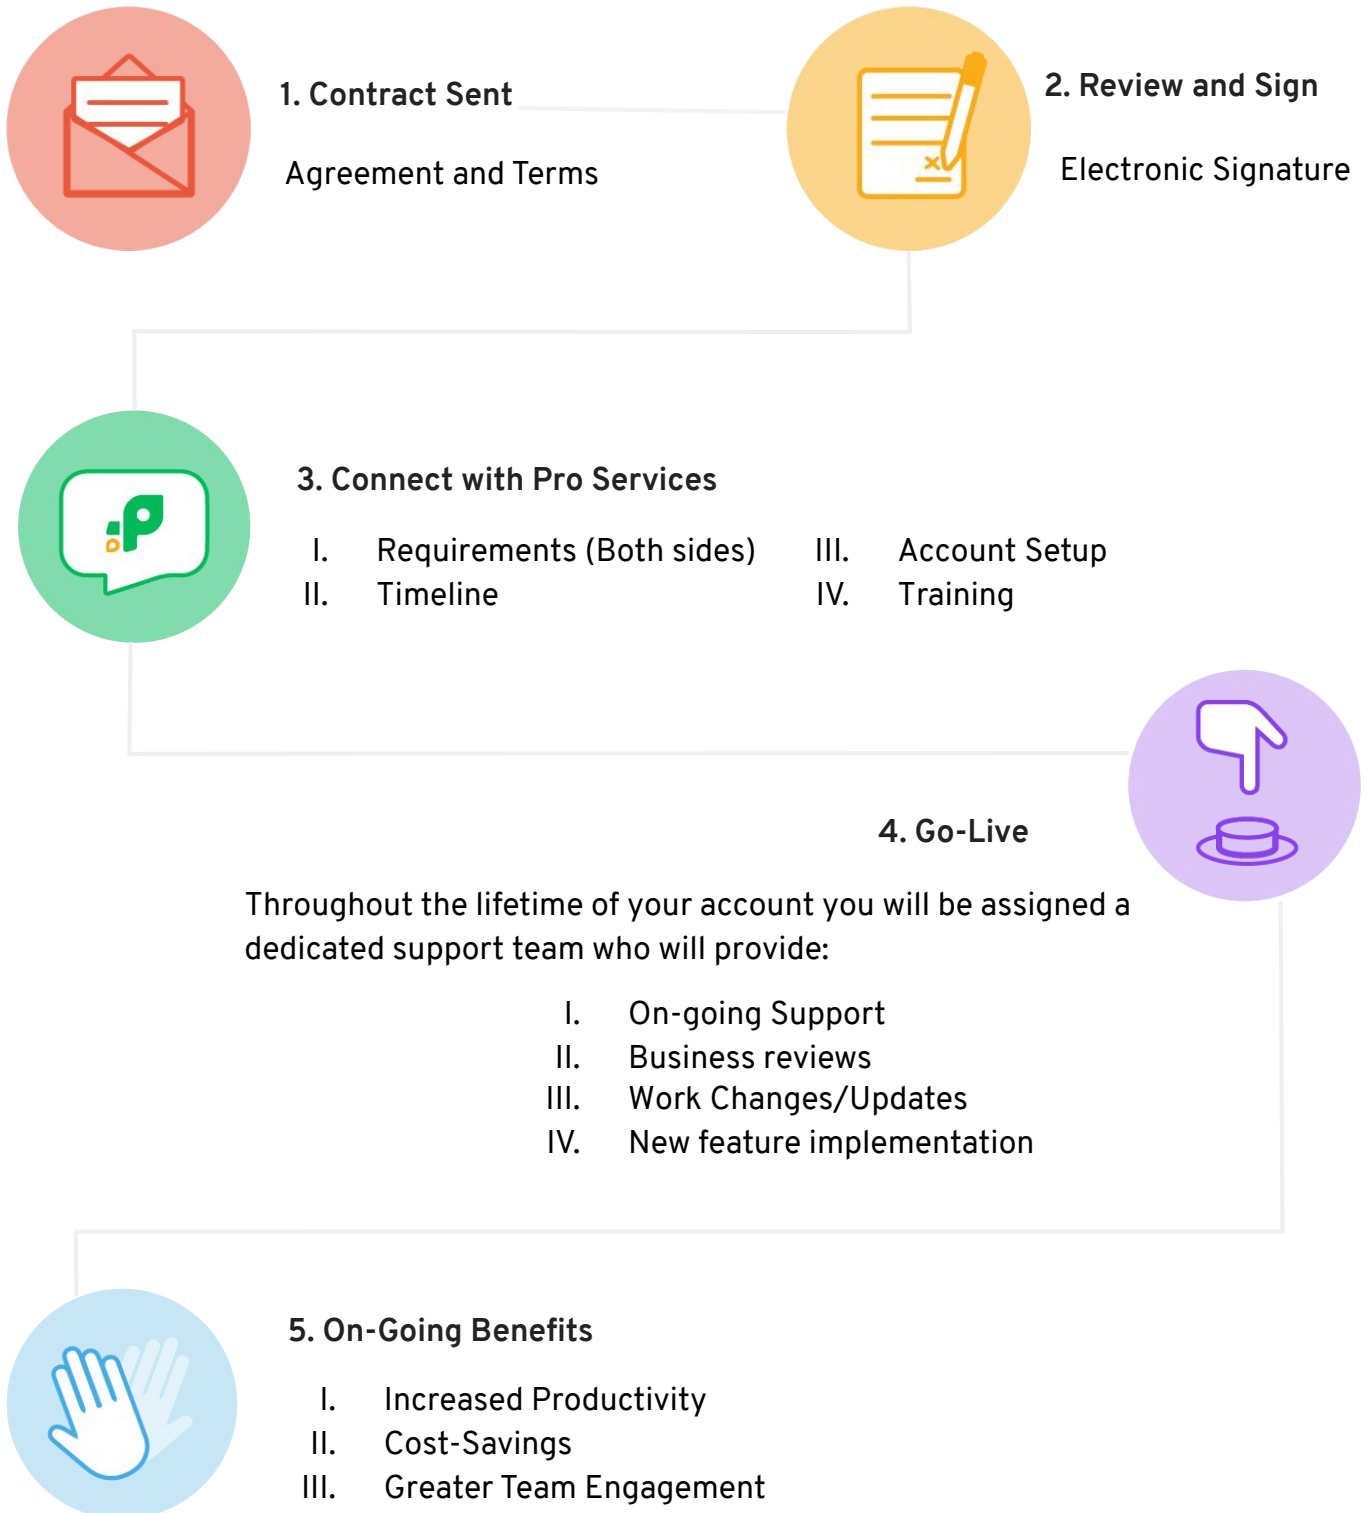 1. Contract Sent
Agreement and Terms
2. Review and Sign
Electronic Signature
3. Connect with Pro Services
I. Requirements (Both sides)
II. Timeline
III. Account Setup
IV. Training
4. Go-Live
Throughout the lifetime of your account you will be assigned a
dedicated support team who will provide:
I. On-going Support
II. Business reviews
III. Work Changes/Updates
IV. New feature implementation
5. On-Going Benefits
I. Increased Productivity
II. Cost-Savings
III. Greater Team Engagement